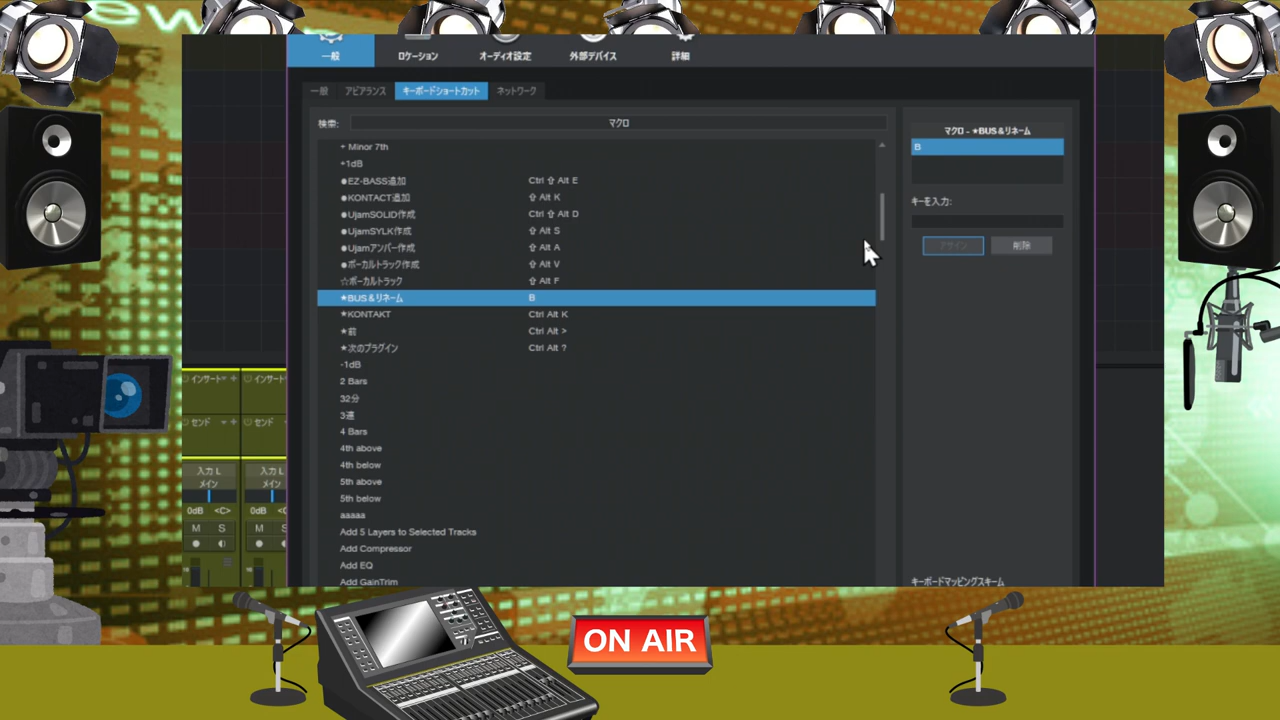 ew
一般 ロケーション オーディオ設定 外部デバイス 詳細
一般 アピアランス キーボードショートカット ネットワーク
検索: マクロ
+ Minor 7th
+1dB
●EZ-BASS追加 Ctrl ⇧ Alt E
●KONTACT追加 ⇧ Alt K
●UjamSOLID作成 Ctrl ⇧ Alt D
●UjamSYLK作成 ⇧ Alt S
●Ujamアンバー作成 ⇧ Alt A
●ボーカルトラック作成 ⇧ Alt V
☆ボーカルトラック ⇧ Alt F
★BUS＆リネーム B
★KONTAKT Ctrl Alt K
★前 Ctrl Alt >
★次のプラグイン Ctrl Alt ?
-1dB
2 Bars
32分
3連
4 Bars
4th above
4th below
5th above
5th below
aaaaa
Add 5 Layers to Selected Tracks
Add Compressor
Add EQ
Add GainTrim
マクロ - ★BUS＆リネーム
B
キーを入力:
アサイン 削除
キーボードマッピングスキーム
インサート インサート
センド センド
入力 L 入力 L
メイン メイン
0dB <C> 0dB
M S M S
ON AIR